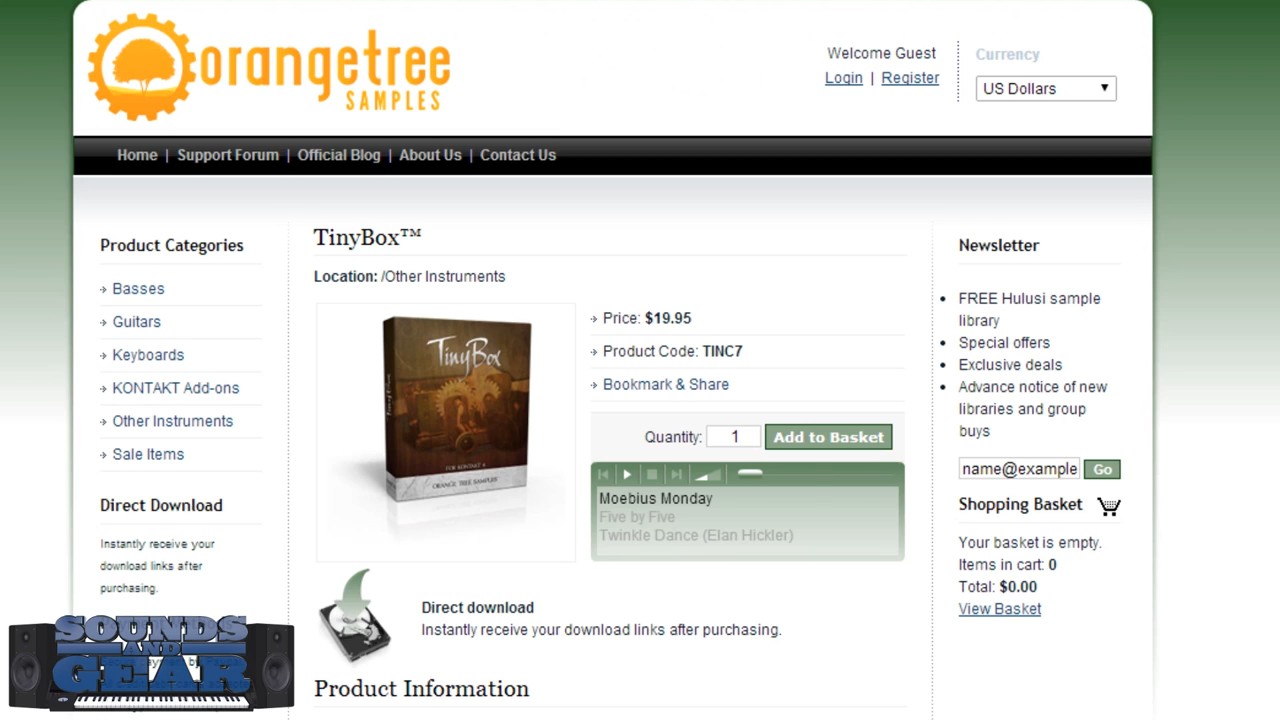 orangetree
SAMPLES
Welcome Guest
Login | Register
Currency
US Dollars
Home | Support Forum | Official Blog | About Us | Contact Us
Product Categories
Basses
Guitars
Keyboards
KONTAKT Add-ons
Other Instruments
Sale Items
Direct Download
Instantly receive your
download links after
purchasing.
SOUNDS
AND
GEAR
TinyBox™
Location: /Other Instruments
TinyBox
FOR KONTAKT 4
ORANGE TREE SAMPLES
Price: $19.95
Product Code: TINC7
Bookmark & Share
Quantity: 1 Add to Basket
Moebius Monday
Five by Five
Twinkle Dance (Elan Hickler)
Direct download
Instantly receive your download links after purchasing.
Product Information
Newsletter
FREE Hulusi sample
library
Special offers
Exclusive deals
Advance notice of new
libraries and group
buys
name@example Go
Shopping Basket
Your basket is empty.
Items in cart: 0
Total: $0.00
View Basket